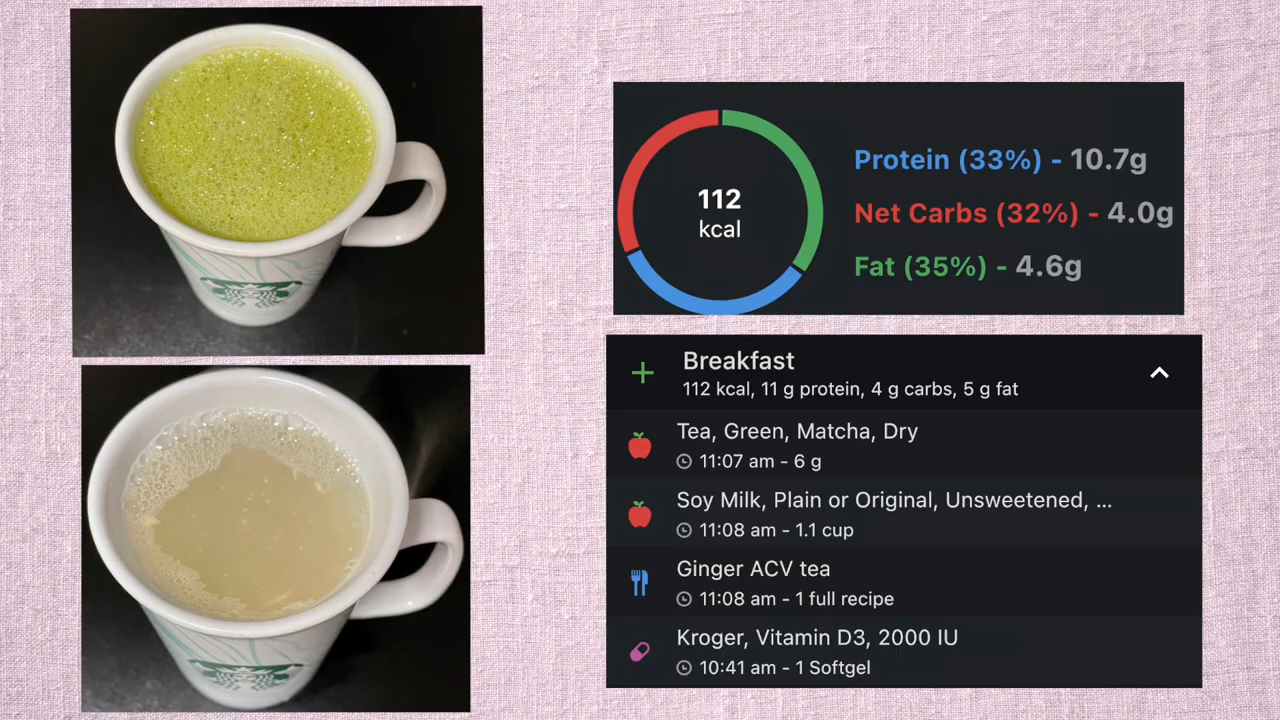 112
kcal
Protein (33%) - 10.7g
Net Carbs (32%) - 4.0g
Fat (35%) - 4.6g
Breakfast
112 kcal, 11 g protein, 4 g carbs, 5 g fat
Tea, Green, Matcha, Dry
11:07 am - 6 g
Soy Milk, Plain or Original, Unsweetened, ...
11:08 am - 1.1 cup
Ginger ACV tea
11:08 am - 1 full recipe
Kroger, Vitamin D3, 2000 IU
10:41 am - 1 Softgel